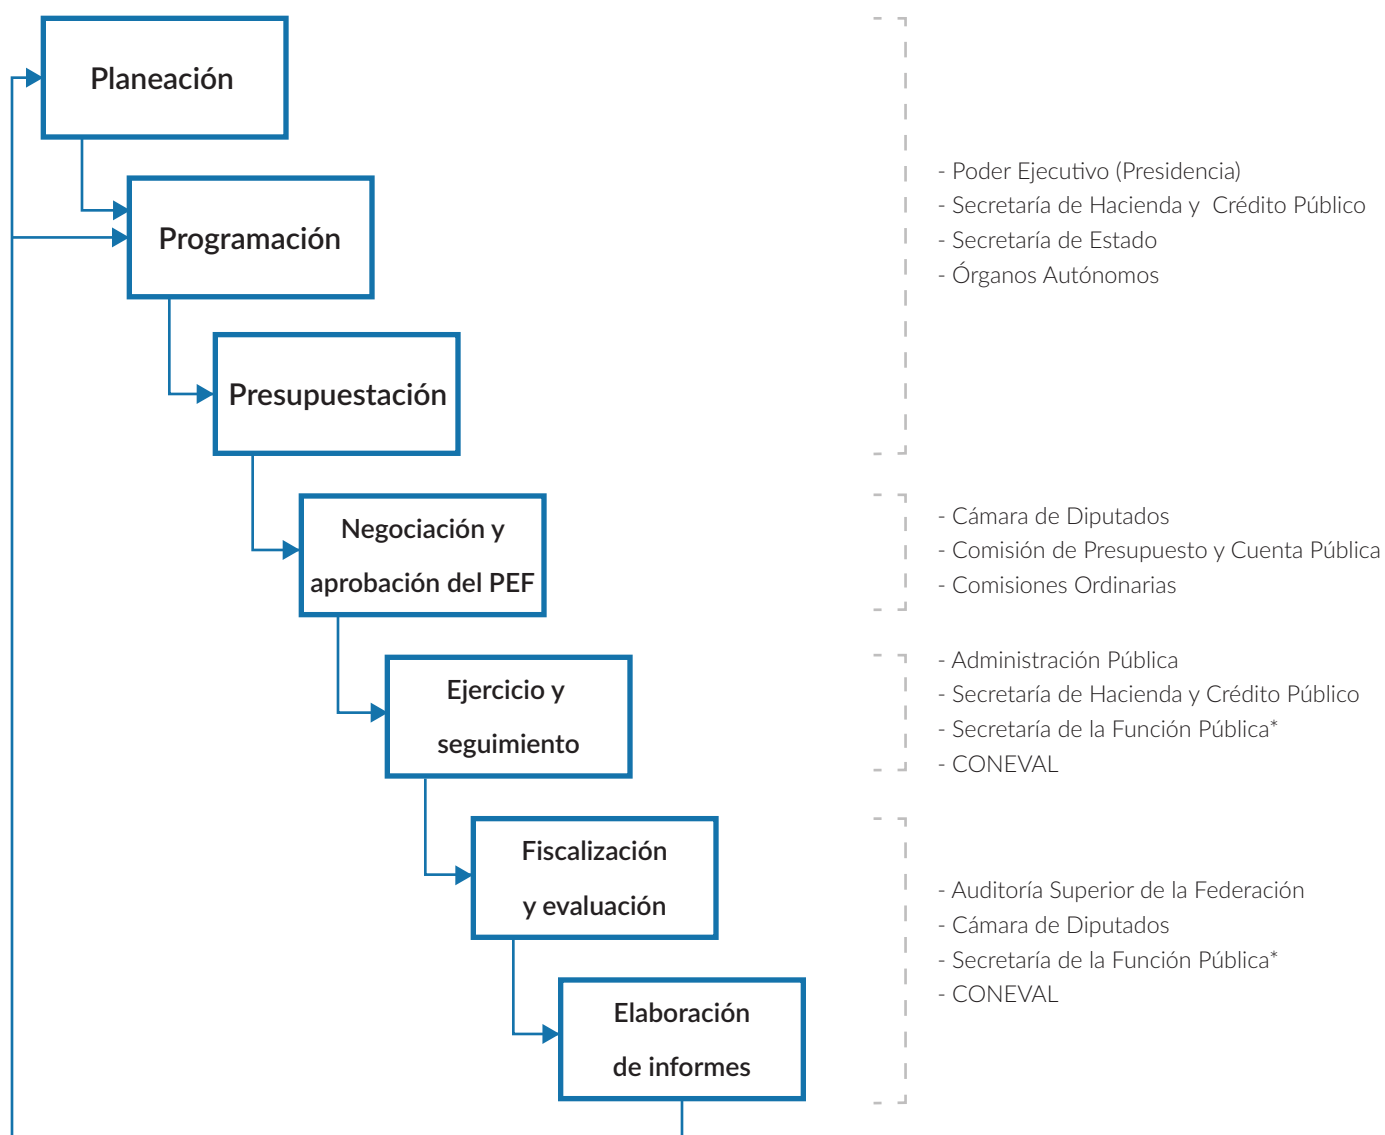 Planeación
Programación
Presupuestación
- Poder Ejecutivo (Presidencia)
- Secretaría de Hacienda y  Crédito Público
- Secretaría de Estado
- Órganos Autónomos
Negociación y
aprobación del PEF
- Cámara de Diputados
- Comisión de Presupuesto y Cuenta Pública
- Comisiones Ordinarias
Ejercicio y
seguimiento
- Administración Pública
- Secretaría de Hacienda y Crédito Público
- Secretaría de la Función Pública*
- CONEVAL
Fiscalización
y evaluación
Elaboración
de informes
- Auditoría Superior de la Federación
- Cámara de Diputados
- Secretaría de la Función Pública*
- CONEVAL